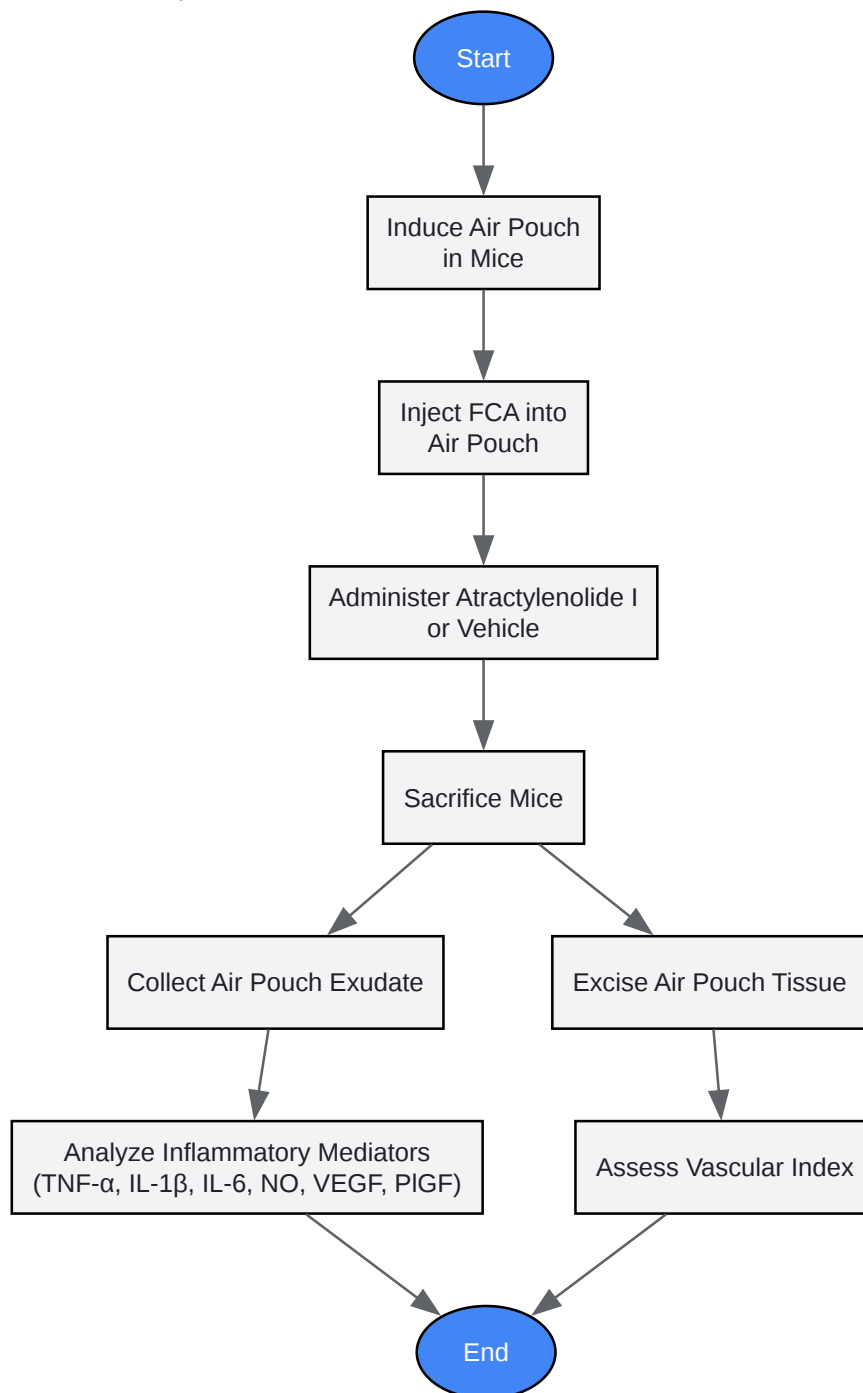 Start
Induce Air Pouch
in Mice
Inject FCA into
Air Pouch
Administer Atractylenolide I
or Vehicle
Sacrifice Mice
Collect Air Pouch Exudate
Excise Air Pouch Tissue
Analyze Inflammatory Mediators
(TNF-α, IL-1β, IL-6, NO, VEGF, PlGF)
Assess Vascular Index
End